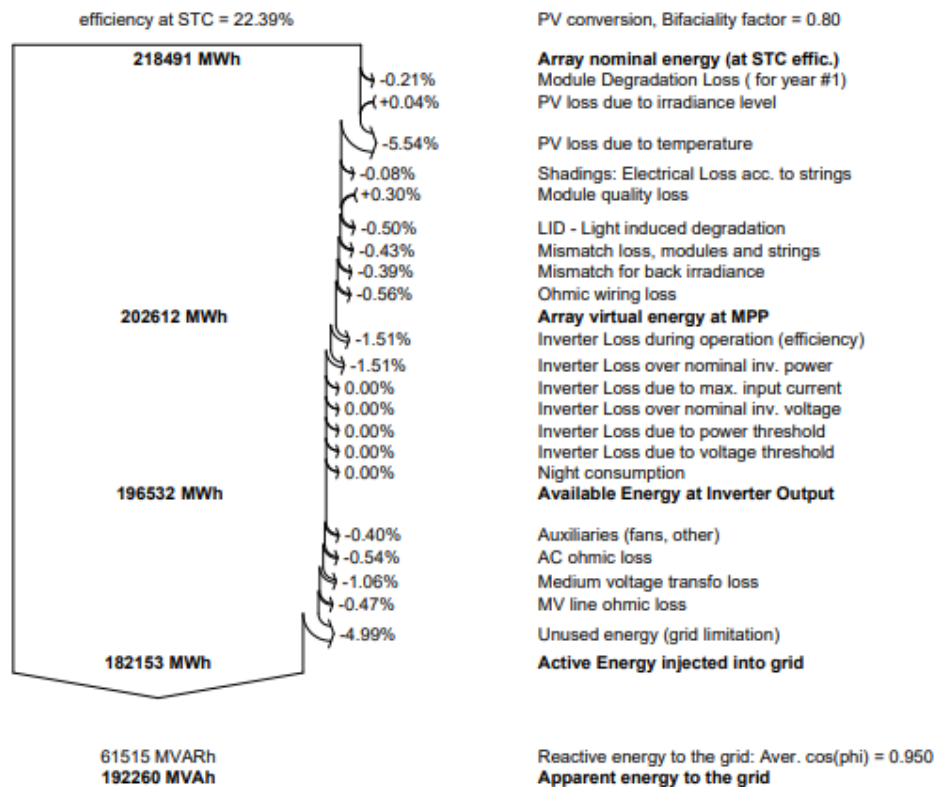 efficiency at STC = 22.39% PV conversion, Bifaciality factor = 0.80
218491 MWh Array nominal energy (at STC effic.)
-0.21% Module Degradation Loss ( for year #1)
+0.04% PV loss due to irradiance level
-5.54% PV loss due to temperature
-0.08% Shadings: Electrical Loss acc. to strings
+0.30% Module quality loss
-0.50% LID - Light induced degradation
-0.43% Mismatch loss, modules and strings
-0.39% Mismatch for back irradiance
-0.56% Ohmic wiring loss
202612 MWh Array virtual energy at MPP
-1.51% Inverter Loss during operation (efficiency)
-1.51% Inverter Loss over nominal inv. power
0.00% Inverter Loss due to max. input current
0.00% Inverter Loss over nominal inv. voltage
0.00% Inverter Loss due to power threshold
0.00% Inverter Loss due to voltage threshold
0.00% Night consumption
196532 MWh Available Energy at Inverter Output
-0.40% Auxiliaries (fans, other)
-0.54% AC ohmic loss
-1.06% Medium voltage transfo loss
-0.47% MV line ohmic loss
-4.99% Unused energy (grid limitation)
182153 MWh Active Energy injected into grid
61515 MVARh Reactive energy to the grid: Aver. cos(phi) = 0.950
192260 MVAh Apparent energy to the grid